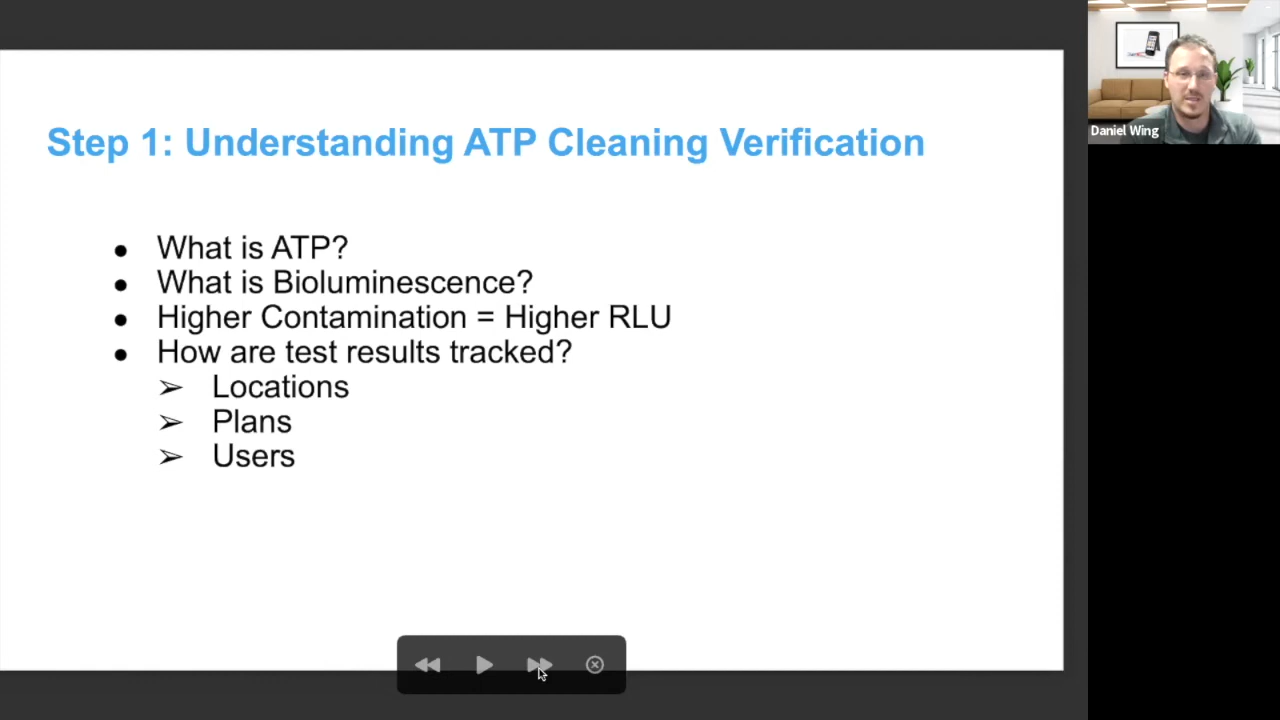 Step 1: Understanding ATP Cleaning Verification
● What is ATP?
● What is Bioluminescence?
● Higher Contamination = Higher RLU
● How are test results tracked?
➢ Locations
➢ Plans
➢ Users
Daniel Wing